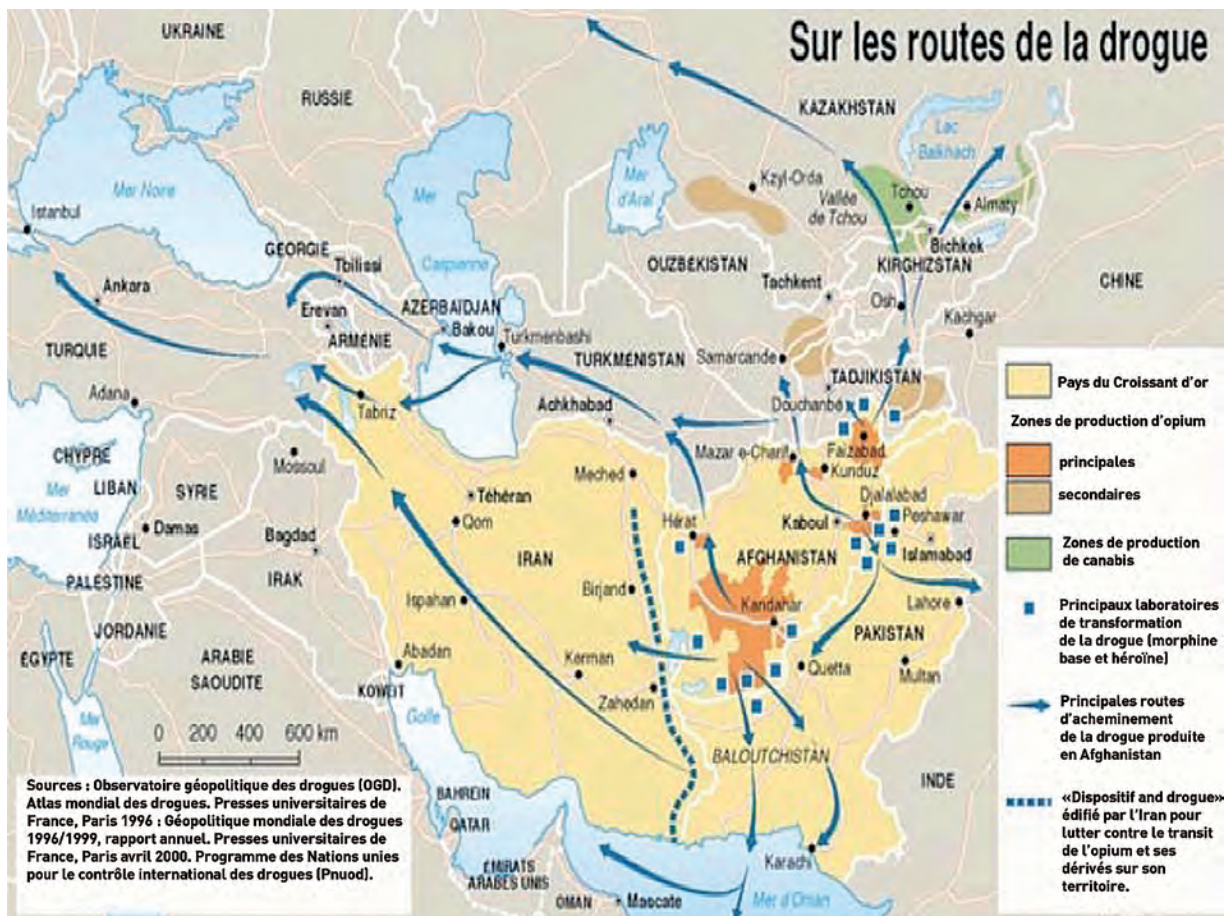 Sur les routes de la drogue
UKRAINE
RUSSIE
KAZAKHSTAN
Lac
Balkhach
Mer
d'Aral
Kzyl-Orda
Vallée
de Tchou
Tchou
Almaty
Bichkek
Mer Noire
Istanbul
Mer
Caspienne
GEORGIE
Tbilissi
OUZBEKISTAN
Tachkent
KIRGHIZSTAN
CHINE
Ankara
Erevan
AZERBAÏDJAN
Bakou
Turkmenbashi
Osh
Kachgar
TURQUIE
ARMÉNIE
TURKMENISTAN
Samarcande
TADJIKISTAN
Adana
Tabriz
Achkhabad
Douchanbé
CHYPRE
Mossoul
Mazar e-Charif
Faizabad
Kunduz
Mer
Méditerranée
LIBAN
SYRIE
Meched
Téhéran
Djalalabad
Damas
Qom
Hérat
Kaboul
Peshawar
ISRAEL
Bagdad
IRAN
AFGHANISTAN
Islamabad
PALESTINE
IRAK
Ispahan
Birjand
Kandahar
Lahore
JORDANIE
PAKISTAN
ÉGYPTE
ARABIE
SAOUDITE
Abadan
Kerman
Quetta
Multan
KOWEIT
Zahedan
Mer
Rouge
Golfe
BALOUTCHISTAN
INDE
0 200 400 600 km
BAHREIN
QATAR
ÉMIRATS
ARABES UNIS
OMAN
Mascate
Karachi
Mer d'Oman
Pays du Croissant d'or
Zones de production d'opium
principales
secondaires
Zones de production
de canabis
Principaux laboratoires
de transformation
de la drogue (morphine
base et héroïne)
Principales routes
d'acheminement
de la drogue produite
en Afghanistan
«Dispositif and drogue»
édifié par l'Iran pour
lutter contre le transit
de l'opium et ses
dérivés sur son
territoire.
Sources : Observatoire géopolitique des drogues (OGD).
Atlas mondial des drogues. Presses universitaires de
France, Paris 1996 : Géopolitique mondiale des drogues
1996/1999, rapport annuel. Presses universitaires de
France, Paris avril 2000. Programme des Nations unies
pour le contrôle international des drogues (Pnuod).